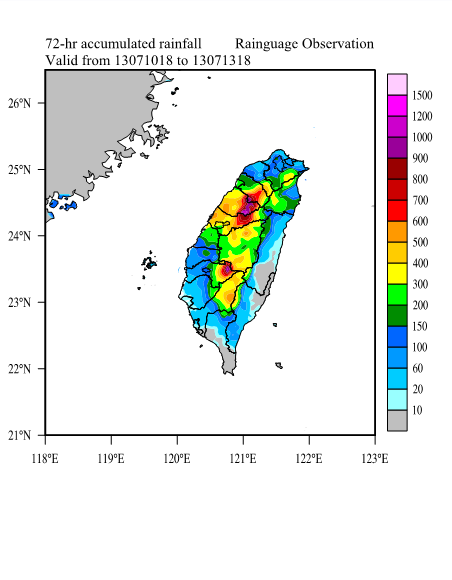 72-hr accumulated rainfall Rainguage Observation
Valid from 13071018 to 13071318
26°N
25°N
24°N
23°N
22°N
21°N
118°E 119°E 120°E 121°E 122°E 123°E
1500
1200
1000
900
800
700
600
500
400
300
200
150
100
60
20
10